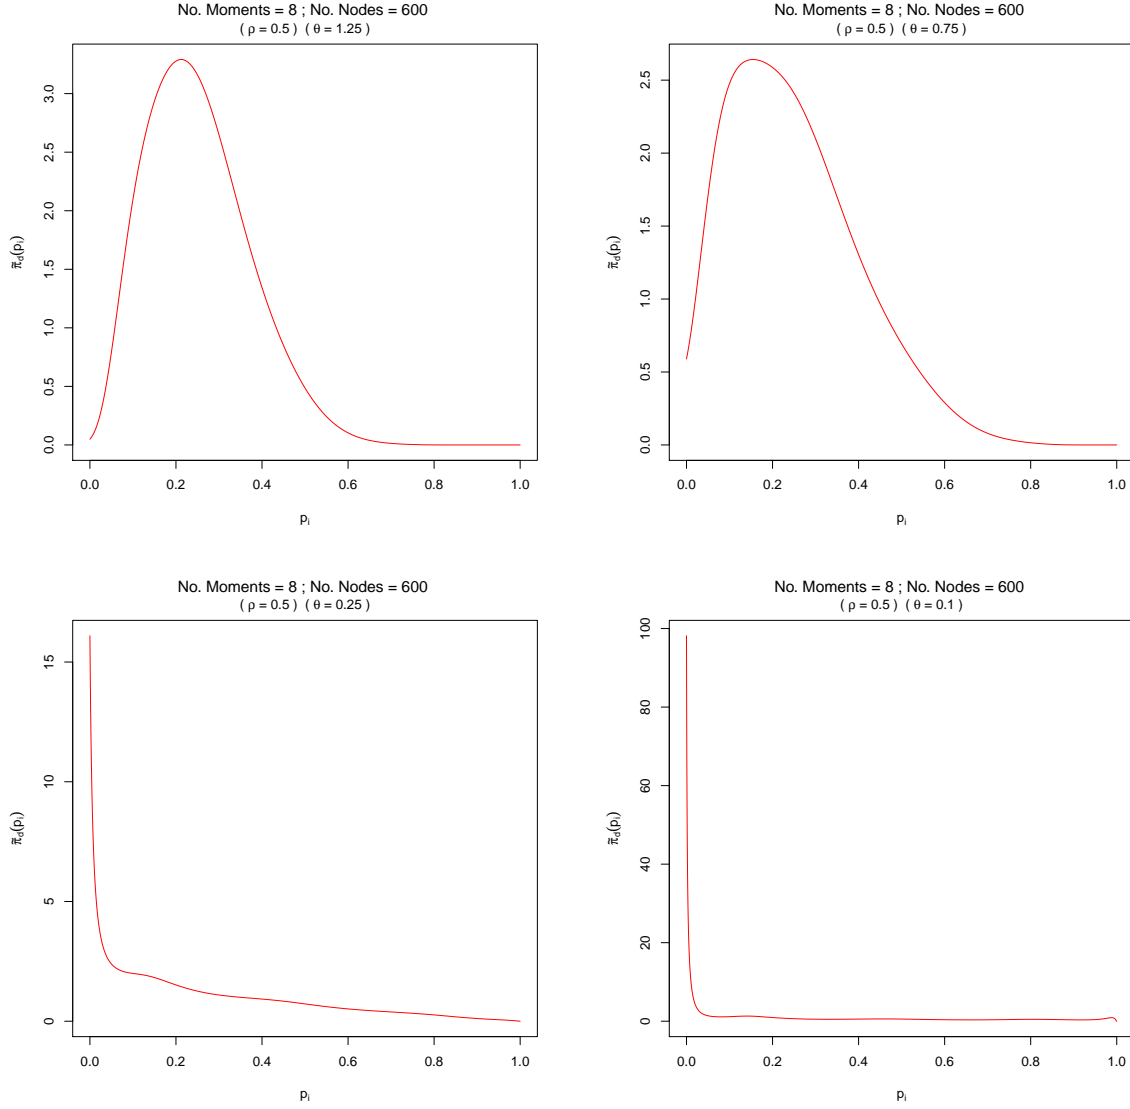 No. Moments = 8 ; No. Nodes = 600
( ρ = 0.5 ) ( θ = 1.25 )
π̃d(pi)
3.0
2.5
2.0
1.5
1.0
0.5
0.0
0.0 0.2 0.4 0.6 0.8 1.0
pi
No. Moments = 8 ; No. Nodes = 600
( ρ = 0.5 ) ( θ = 0.75 )
π̃d(pi)
2.5
2.0
1.5
1.0
0.5
0.0
0.0 0.2 0.4 0.6 0.8 1.0
pi
No. Moments = 8 ; No. Nodes = 600
( ρ = 0.5 ) ( θ = 0.25 )
π̃d(pi)
15
10
5
0
0.0 0.2 0.4 0.6 0.8 1.0
pi
No. Moments = 8 ; No. Nodes = 600
( ρ = 0.5 ) ( θ = 0.1 )
π̃d(pi)
100
80
60
40
20
0
0.0 0.2 0.4 0.6 0.8 1.0
pi